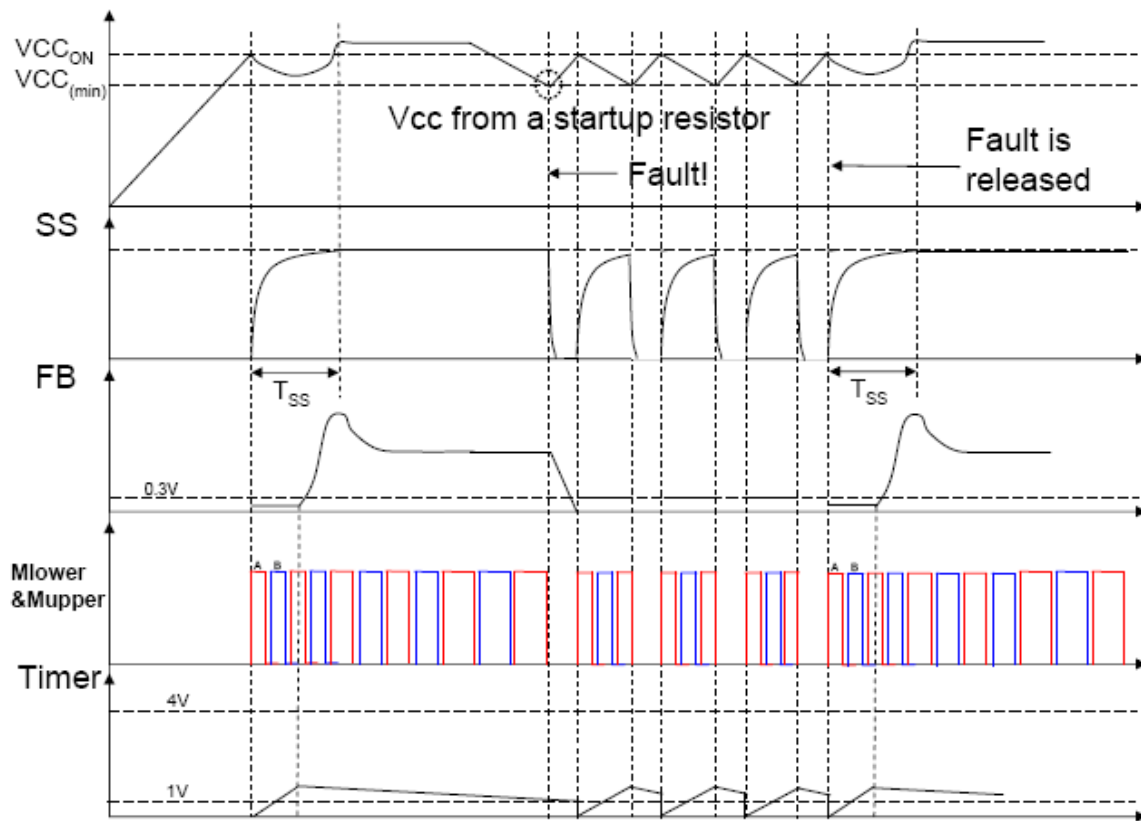 VCC_ON
VCC_(min)
Vcc from a startup resistor
Fault!
Fault is
released
SS
T_SS
T_SS
FB
0.3V
A B
A B
Mlower
&Mupper
Timer
4V
1V